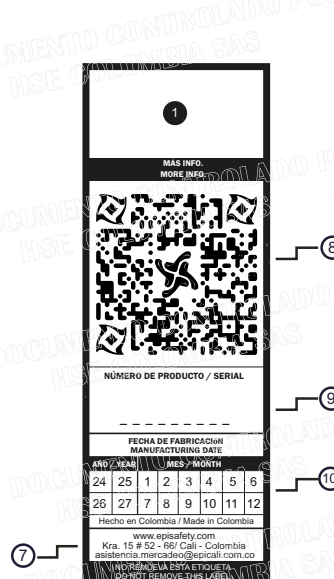 DOCUMENTO CONTROLADO POR
HSE COLOMBIA SAS
1
MAS INFO.
MORE INFO.
8
NÚMERO DE PRODUCTO / SERIAL
_ _ _ _ _ _ _ _ _
9
FECHA DE FABRICACIóN
MANUFACTURING DATE
AÑO / YEAR MES / MONTH
10
24 25 1 2 3 4 5 6
26 27 7 8 9 10 11 12
Hecho en Colombia / Made in Colombia
www.episafety.com
7
Kra. 15 # 52 - 66/ Cali - Colombia
asistencia.mercadeo@epicali.com.co
NO REMUEVA ESTA ETIQUETA
DO NOT REMOVE THIS LABEL